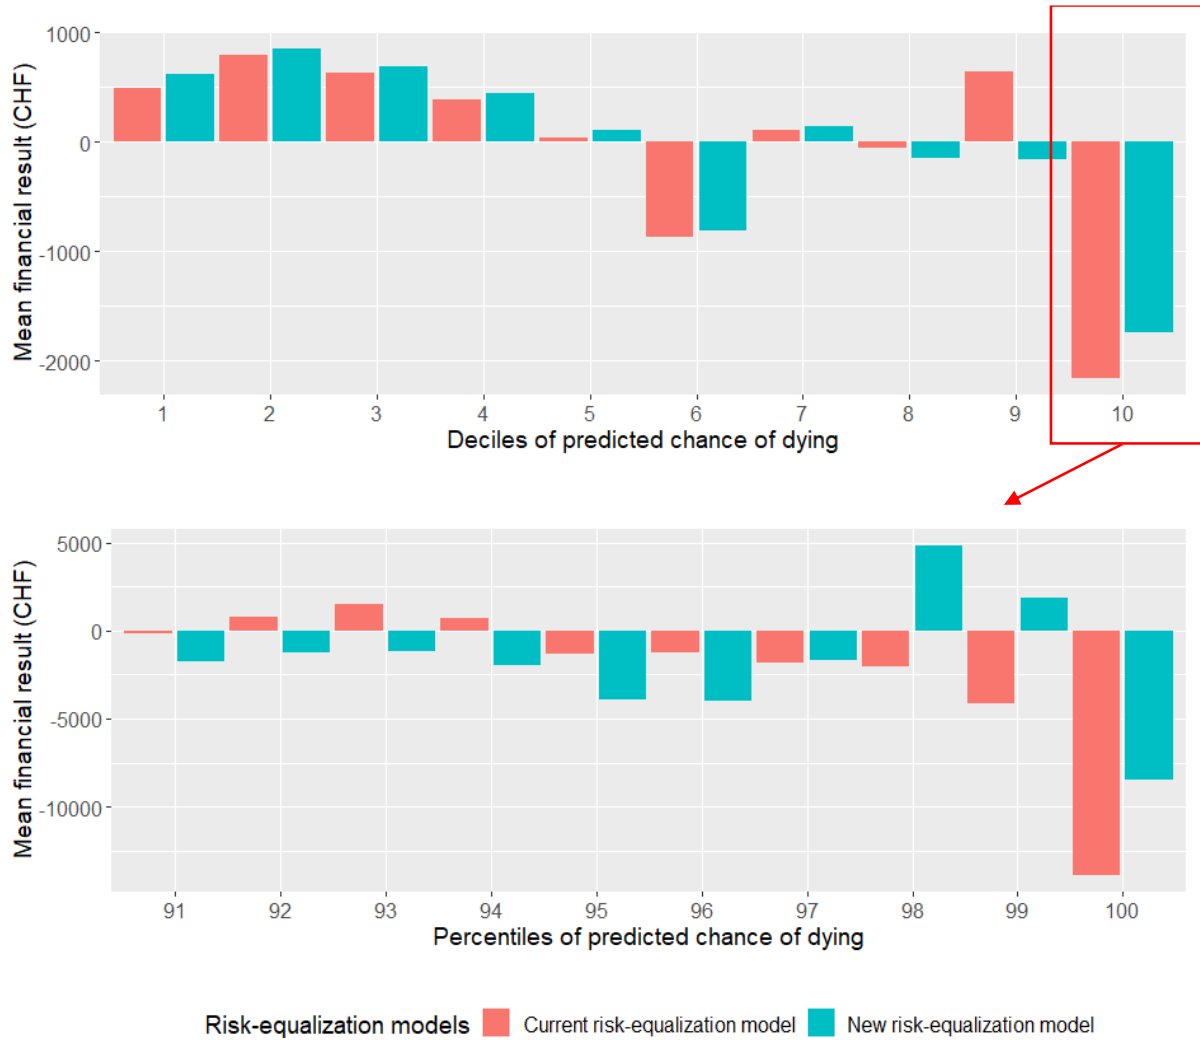 Mean financial result (CHF)
1000
0
-1000
-2000
1 2 3 4 5 6 7 8 9 10
Deciles of predicted chance of dying
Mean financial result (CHF)
5000
0
-5000
-10000
91 92 93 94 95 96 97 98 99 100
Percentiles of predicted chance of dying
Risk-equalization models Current risk-equalization model New risk-equalization model